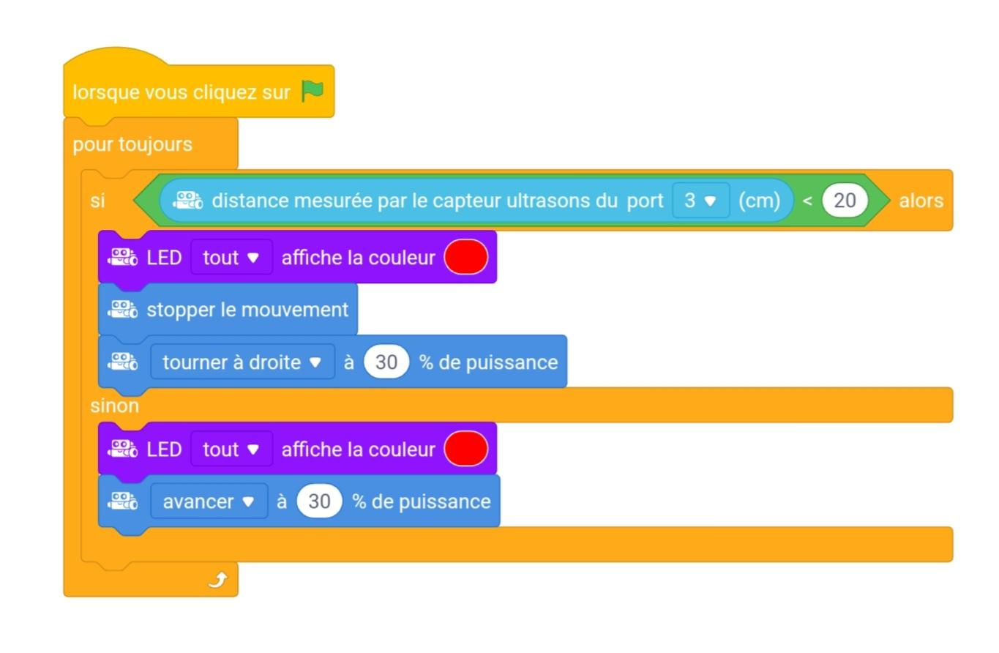 lorsque vous cliquez sur
pour toujours
si distance mesurée par le capteur ultrasons du port 3 (cm) < 20 alors
LED tout affiche la couleur
stopper le mouvement
tourner à droite à 30 % de puissance
sinon
LED tout affiche la couleur
avancer à 30 % de puissance